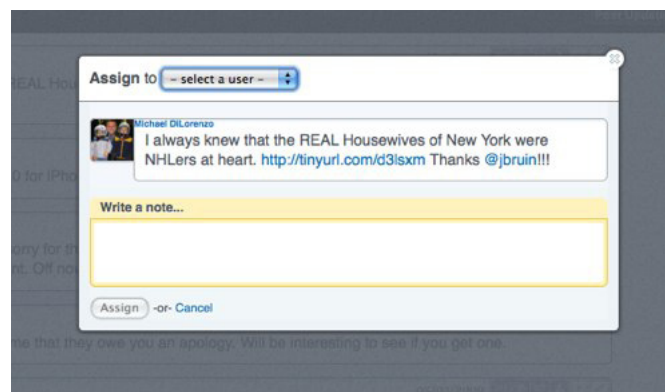 Assign to – select a user –
Michael DiLorenzo
I always knew that the REAL Housewives of New York were
NHLers at heart. http://tinyurl.com/d3lsxm Thanks @jbruin!!!
Write a note...
Assign -or- Cancel
REAL Hou
0 for iPho
sorry for th
nt. Off now
me that they owe you an apology. Will be interesting to see if you get one.